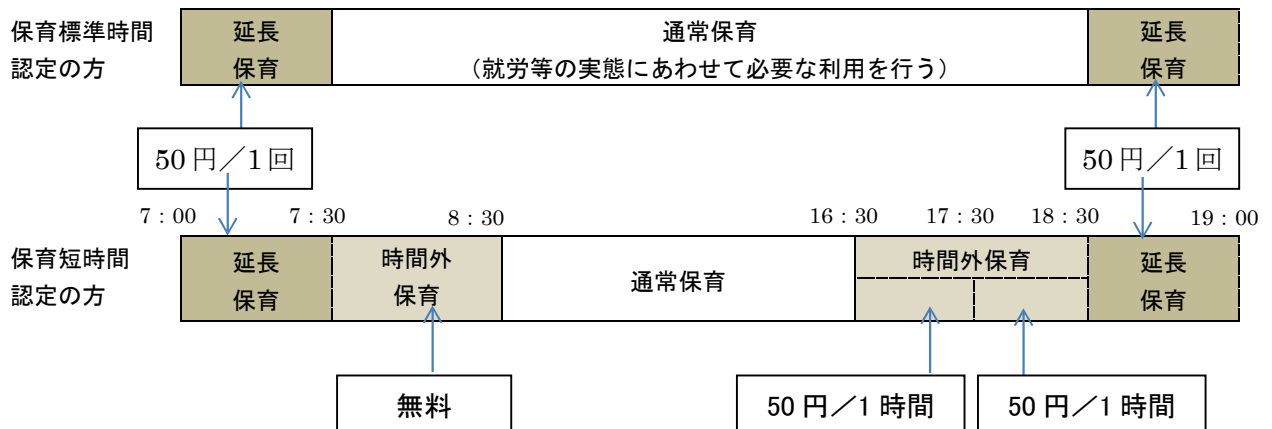 保育標準時間
認定の方
延長
保育
通常保育
(就労等の実態にあわせて必要な利用を行う)
延長
保育
50円／1回
50円／1回
7：00
7：30
8：30
16：30
17：30
18：30
19：00
保育短時間
認定の方
延長
保育
時間外
保育
通常保育
時間外保育
延長
保育
無料
50円／1時間
50円／1時間